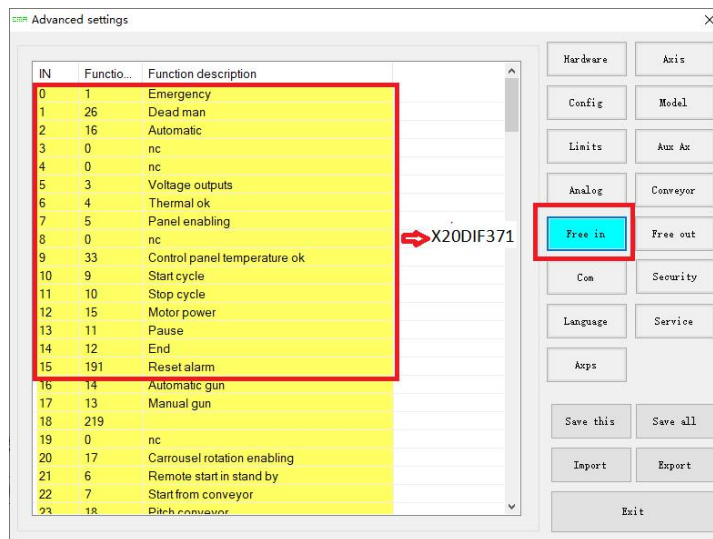 CMA Advanced settings
IN Functio... Function description
0 1 Emergency
1 26 Dead man
2 16 Automatic
3 0 nc
4 0 nc
5 3 Voltage outputs
6 4 Thermal ok
7 5 Panel enabling
8 0 nc
9 33 Control panel temperature ok
10 9 Start cycle
11 10 Stop cycle
12 15 Motor power
13 11 Pause
14 12 End
15 191 Reset alarm
16 14 Automatic gun
17 13 Manual gun
18 219
19 0 nc
20 17 Carrousel rotation enabling
21 6 Remote start in stand by
22 7 Start from conveyor
23 18 Pitch conveyor
X20DIF371
Hardware Axis
Config Model
Limits Aux Ax
Analog Conveyor
Free in Free out
Com Security
Language Service
Axps
Save this Save all
Import Export
Exit